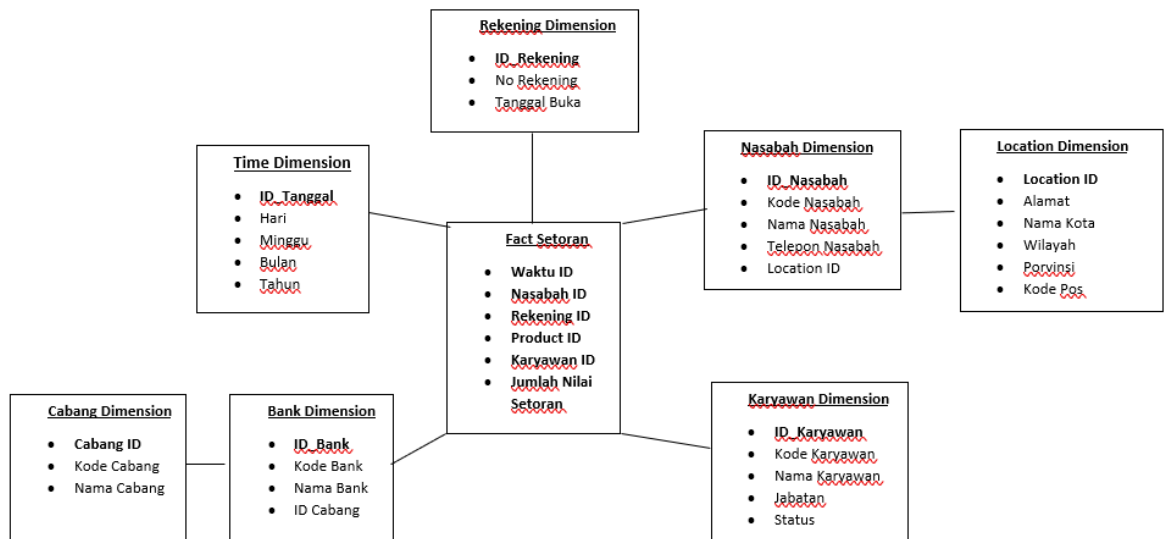 Rekening Dimension
ID_Rekening
No Rekening
Tanggal Buka
Time Dimension
ID_Tanggal
Hari
Minggu
Bulan
Tahun
Nasabah Dimension
ID_Nasabah
Kode Nasabah
Nama Nasabah
Telepon Nasabah
Location ID
Location Dimension
Location ID
Alamat
Nama Kota
Wilayah
Porvinsi
Kode Pos
Fact Setoran
Waktu ID
Nasabah ID
Rekening ID
Product ID
Karyawan ID
Jumlah Nilai
Setoran
Cabang Dimension
Cabang ID
Kode Cabang
Nama Cabang
Bank Dimension
ID_Bank
Kode Bank
Nama Bank
ID Cabang
Karyawan Dimension
ID_Karyawan
Kode Karyawan
Nama Karyawan
Jabatan
Status